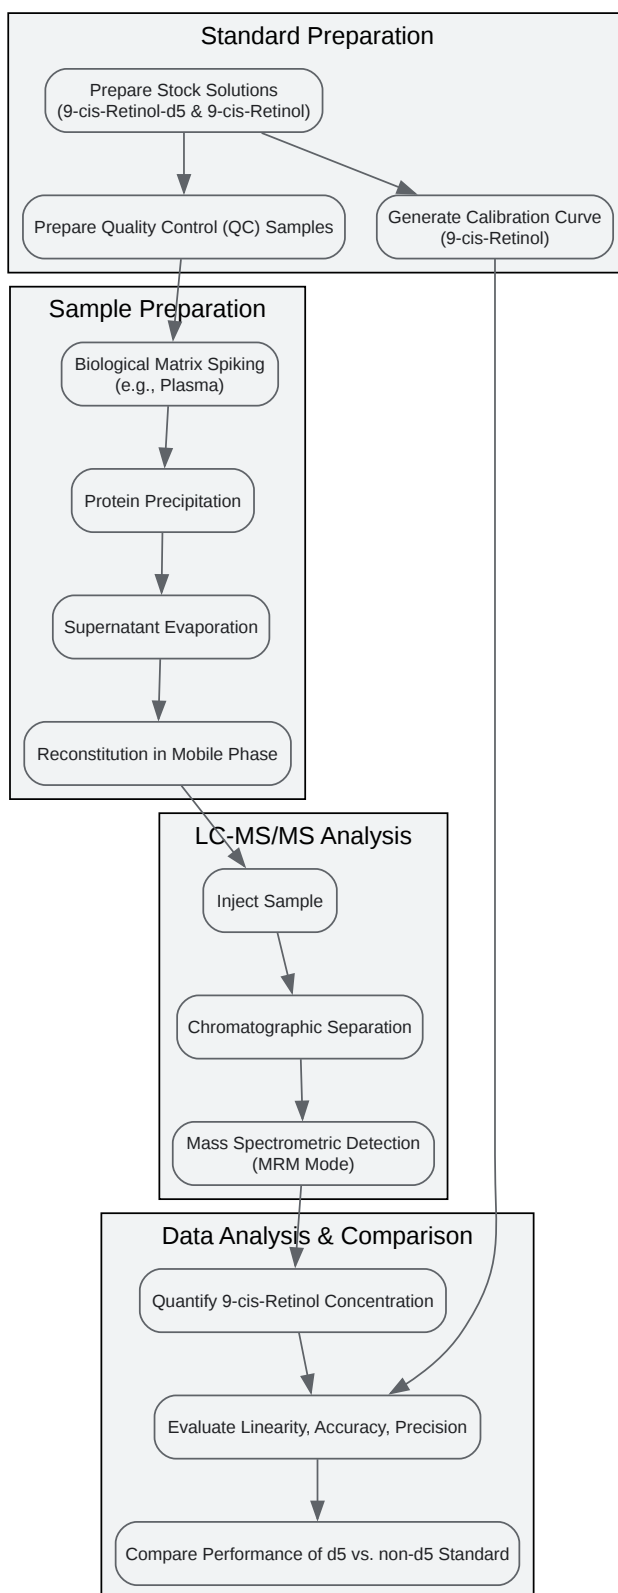 Standard Preparation
Prepare Stock Solutions
(9-cis-Retinol-d5 & 9-cis-Retinol)
Prepare Quality Control (QC) Samples
Generate Calibration Curve
(9-cis-Retinol)
Sample Preparation
Biological Matrix Spiking
(e.g., Plasma)
Protein Precipitation
Supernatant Evaporation
Reconstitution in Mobile Phase
LC-MS/MS Analysis
Inject Sample
Chromatographic Separation
Mass Spectrometric Detection
(MRM Mode)
Data Analysis & Comparison
Quantify 9-cis-Retinol Concentration
Evaluate Linearity, Accuracy, Precision
Compare Performance of d5 vs. non-d5 Standard